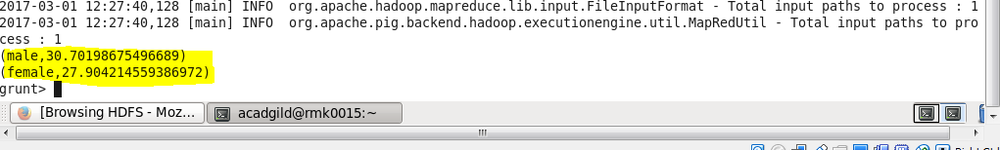 2017-03-01 12:27:40,128 [main] INFO  org.apache.hadoop.mapreduce.lib.input.FileInputFormat - Total input paths to process : 1
2017-03-01 12:27:40,128 [main] INFO  org.apache.pig.backend.hadoop.executionengine.util.MapRedUtil - Total input paths to pro
cess : 1
(male,30.70198675496689)
(female,27.904214559386972)
grunt>
[Browsing HDFS - Moz...
acadgild@rmk0015:~